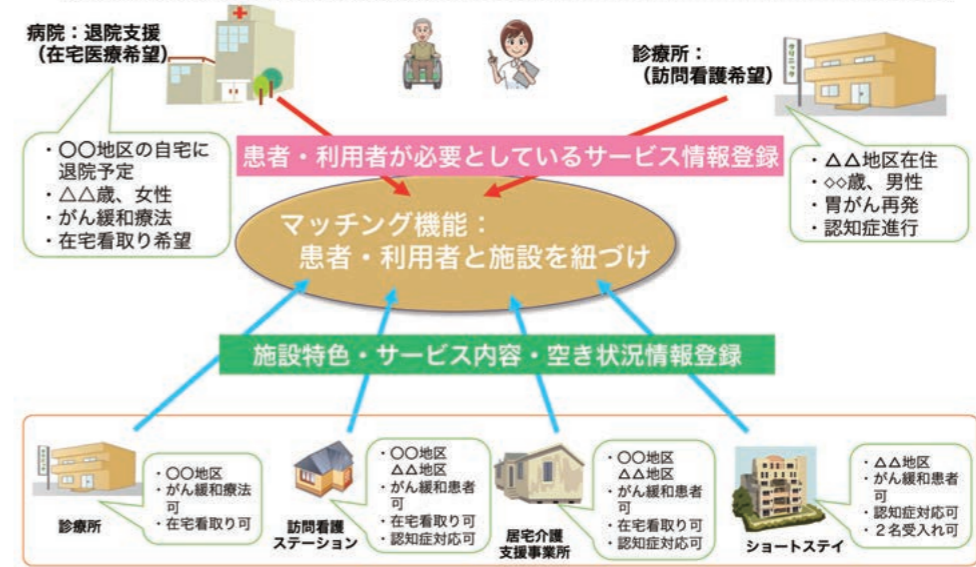 病院：退院支援
（在宅医療希望）
診療所：
（訪問看護希望）
クリニック
・〇〇地区の自宅に
退院予定
・△△歳、女性
・がん緩和療法
・在宅看取り希望
・△△地区在住
・◇◇歳、男性
・胃がん再発
・認知症進行
患者・利用者が必要としているサービス情報登録
マッチング機能：
患者・利用者と施設を紐づけ
施設特色・サービス内容・空き状況情報登録
診療所
・〇〇地区
・がん緩和療法
可
・在宅看取り可
訪問看護
ステーション
・〇〇地区
△△地区
・がん緩和患者
可
・在宅看取り可
・認知症対応可
居宅介護
支援事業所
・〇〇地区
△△地区
・がん緩和患者
可
・在宅看取り可
・認知症対応可
ショートステイ
・△△地区
・がん緩和患者
可
・認知症対応可
・２名受入れ可